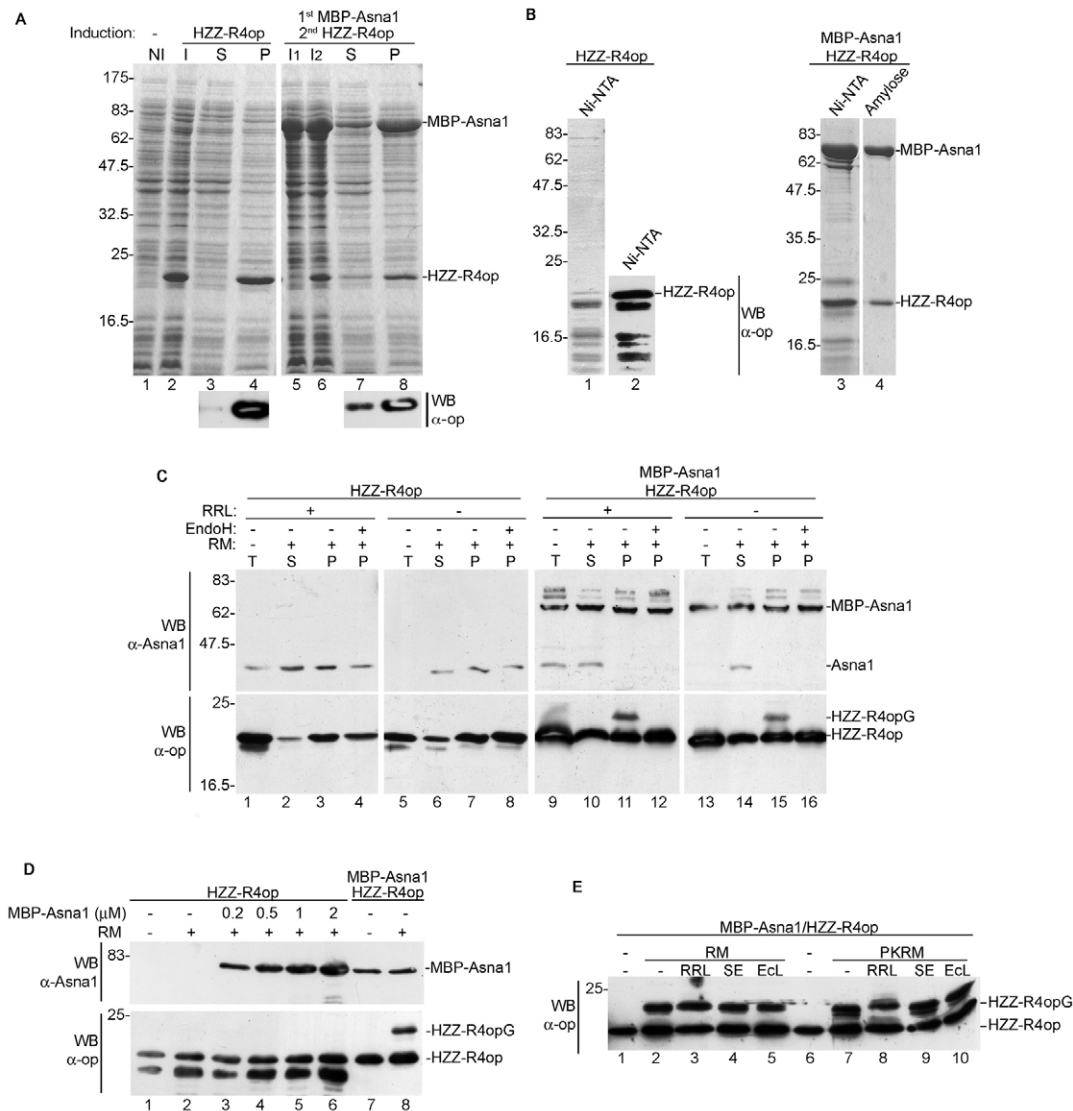 A
Induction: - HZZ-R4op 1st MBP-Asna1
2nd HZZ-R4op
NI I S P I1 I2 S P
175-
83-
62-
47.5-
32.5-
25-
16.5-
-MBP-Asna1
-HZZ-R4op
1 2 3 4 5 6 7 8
WB
α-op
B
HZZ-R4op
Ni-NTA
83-
62-
47.5-
32.5-
25-
16.5-
Ni-NTA
-HZZ-R4op
WB
α-op
1 2
MBP-Asna1
HZZ-R4op
Ni-NTA
Amylose
83-
62-
47.5-
35.5-
25-
16.5-
-MBP-Asna1
-HZZ-R4op
3 4
C
HZZ-R4op MBP-Asna1
HZZ-R4op
RRL: + - + -
EndoH: - - - + - - - + - - - + - - - +
RM: - + + + - + + + - + + + - + + +
T S P P T S P P T S P P T S P P
83-
62-
47.5-
WB
α-Asna1
-MBP-Asna1
-Asna1
25-
16.5-
WB
α-op
-HZZ-R4opG
-HZZ-R4op
1 2 3 4 5 6 7 8 9 10 11 12 13 14 15 16
D
HZZ-R4op MBP-Asna1
HZZ-R4op
MBP-Asna1 (μM) - - 0.2 0.5 1 2 - -
RM - + + + + + - +
83-
WB
α-Asna1
-MBP-Asna1
25-
WB
α-op
-HZZ-R4opG
-HZZ-R4op
1 2 3 4 5 6 7 8
E
MBP-Asna1/HZZ-R4op
RM PKRM
- - RRL SE EcL - - RRL SE EcL
25-
WB
α-op
-HZZ-R4opG
-HZZ-R4op
1 2 3 4 5 6 7 8 9 10